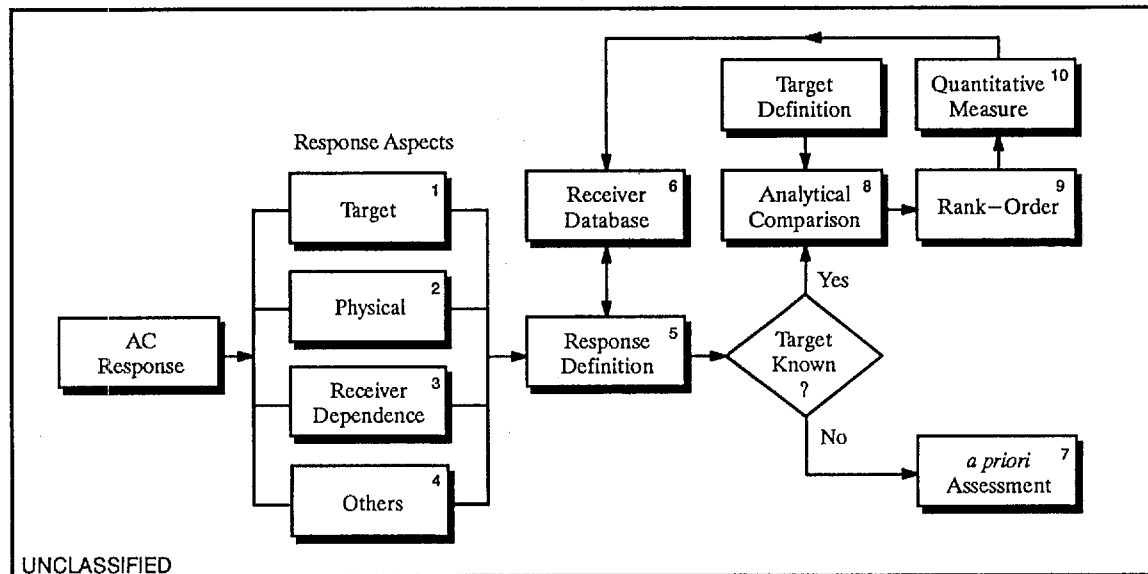 AC
Response
Response Aspects
1
Target
2
Physical
3
Receiver
Dependence
4
Others
6
Receiver
Database
5
Response
Definition
Target
Definition
8
Analytical
Comparison
Yes
Target
Known
?
No
10
Quantitative
Measure
9
Rank-Order
7
a priori
Assessment
UNCLASSIFIED